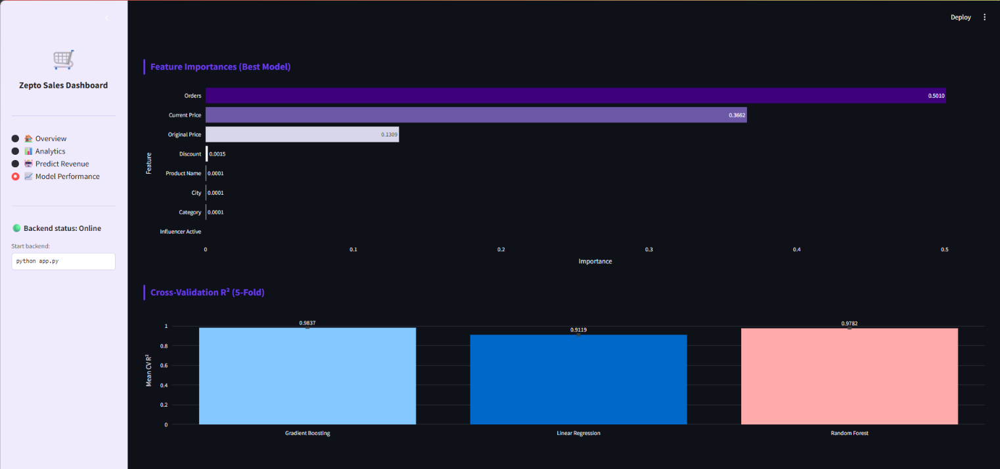 Deploy
Zepto Sales Dashboard
Overview
Analytics
Predict Revenue
Model Performance
Backend status: Online
Start backend:
python app.py
Feature Importances (Best Model)
Feature
Orders 0.5010
Current Price 0.3662
Original Price 0.1309
Discount 0.0015
Product Name 0.0001
City 0.0001
Category 0.0001
Influencer Active
0 0.1 0.2 0.3 0.4 0.5
Importance
Cross-Validation R² (5-Fold)
Mean CV R²
1
0.8
0.6
0.4
0.2
0
0.9837 0.9119 0.9782
Gradient Boosting Linear Regression Random Forest